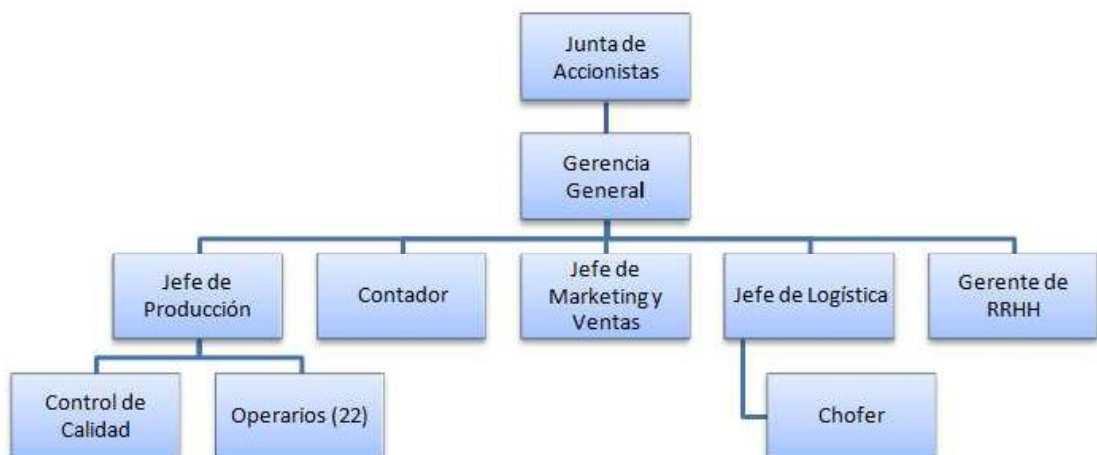 Junta de
Accionistas
Gerencia
General
Jefe de
Producción
Contador
Jefe de
Marketing y
Ventas
Jefe de Logística
Gerente de
RRHH
Control de
Calidad
Operarios (22)
Chofer